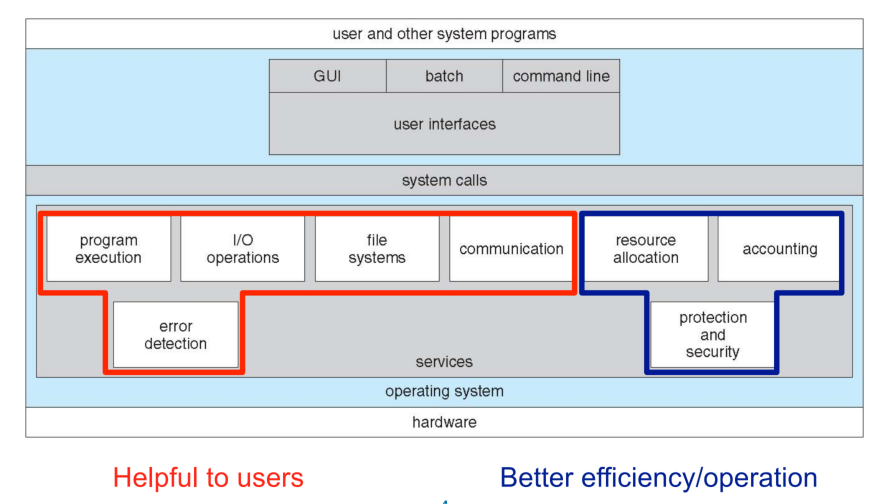 user and other system programs
GUI
batch
command line
user interfaces
system calls
program
execution
I/O
operations
file
systems
communication
resource
allocation
accounting
error
detection
protection
and
security
services
operating system
hardware
Helpful to users
Better efficiency/operation